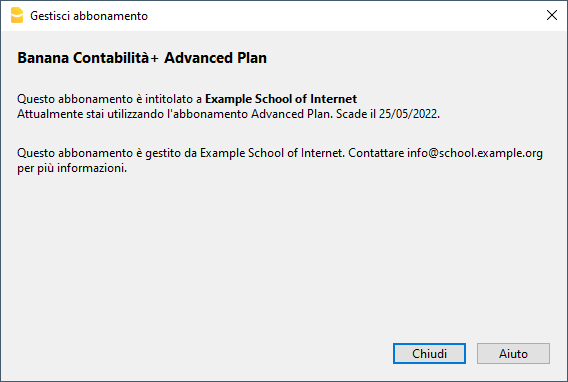 Gestisci abbonamento
Banana Contabilità+ Advanced Plan
Questo abbonamento è intitolato a Example School of Internet
Attualmente stai utilizzando l'abbonamento Advanced Plan. Scade il 25/05/2022.
Questo abbonamento è gestito da Example School of Internet. Contattare info@school.example.org
per più informazioni.
Chiudi
Aiuto